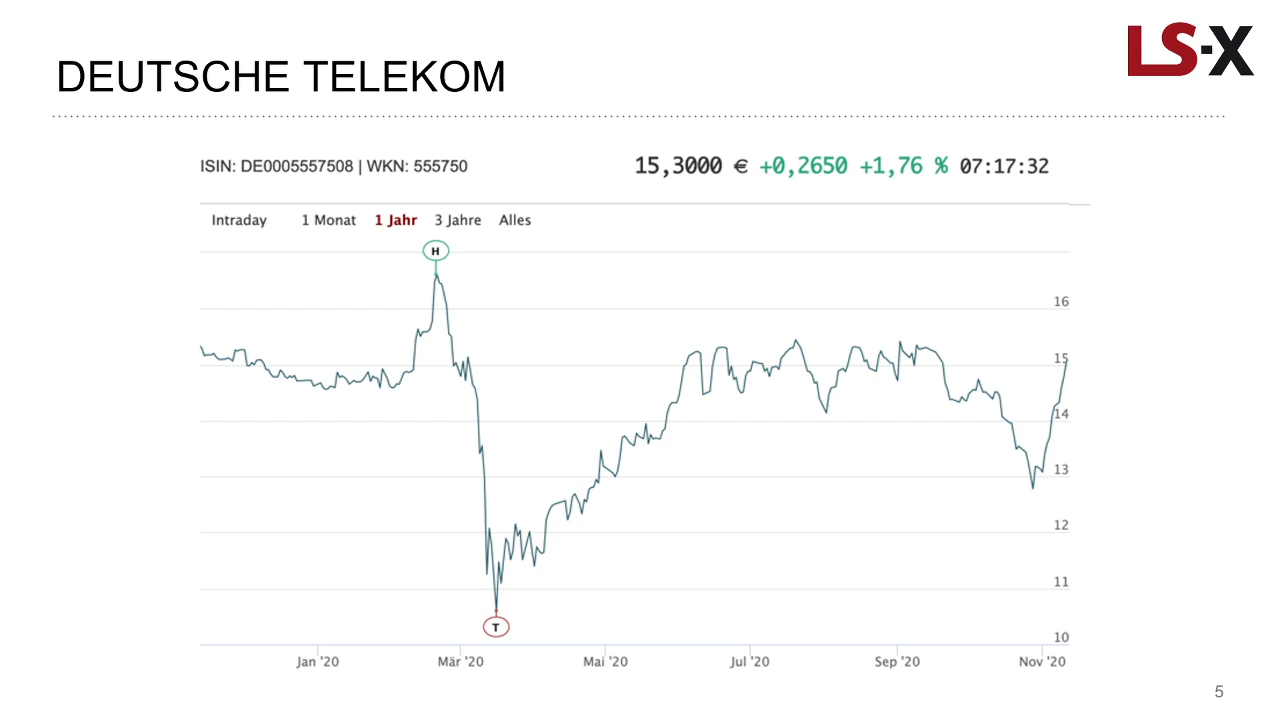 LS-X
DEUTSCHE TELEKOM
ISIN: DE0005557508 | WKN: 555750
15,3000 € +0,2650 +1,76 % 07:17:32
Intraday 1 Monat 1 Jahr 3 Jahre Alles
H
16
15
14
13
12
11
T
10
Jan '20 Mär '20 Mai '20 Jul '20 Sep '20 Nov '20
5